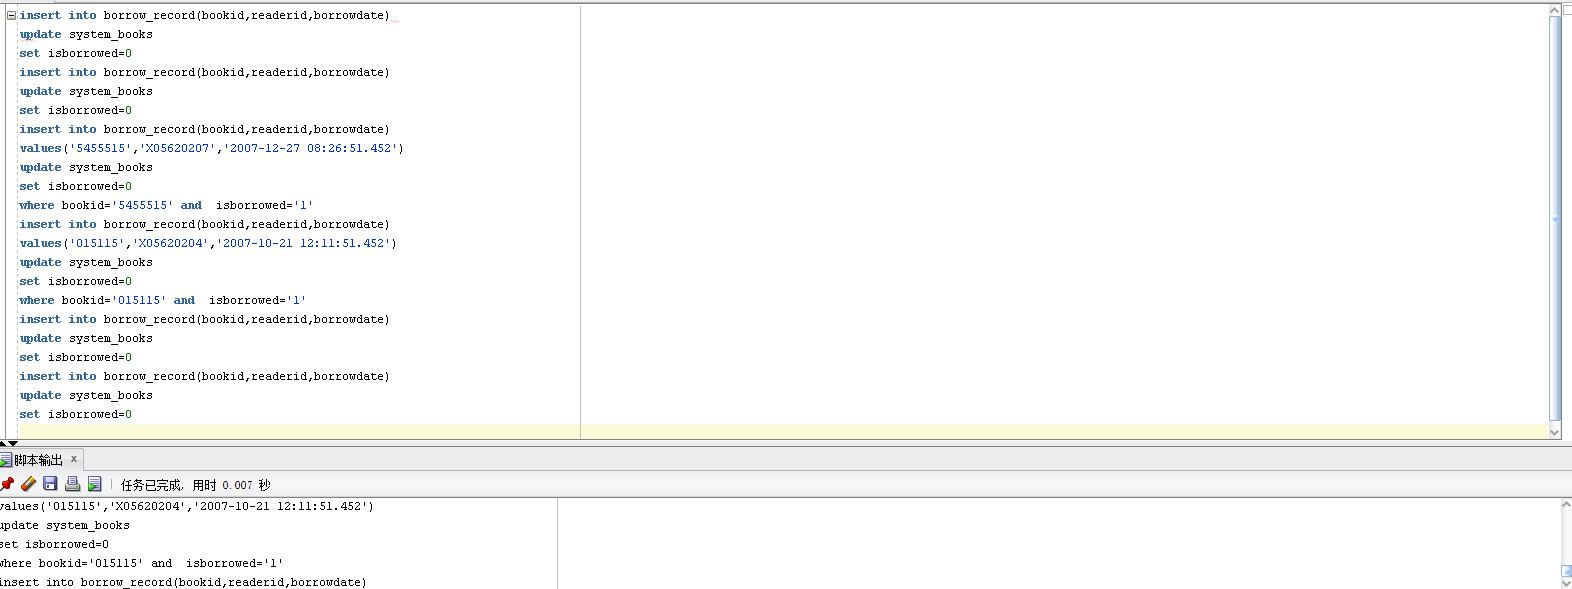 insert into borrow_record(bookid,readerid,borrowdate)
update system_books
set isborrowed=0
insert into borrow_record(bookid,readerid,borrowdate)
update system_books
set isborrowed=0
insert into borrow_record(bookid,readerid,borrowdate)
values('5455515','X05620207','2007-12-27 08:26:51.452')
update system_books
set isborrowed=0
where bookid='5455515' and  isborrowed='1'
insert into borrow_record(bookid,readerid,borrowdate)
values('015115','X05620204','2007-10-21 12:11:51.452')
update system_books
set isborrowed=0
where bookid='015115' and  isborrowed='1'
insert into borrow_record(bookid,readerid,borrowdate)
update system_books
set isborrowed=0
insert into borrow_record(bookid,readerid,borrowdate)
update system_books
set isborrowed=0
脚本输出 x
任务已完成, 用时 0.007 秒
values('015115','X05620204','2007-10-21 12:11:51.452')
update system_books
set isborrowed=0
where bookid='015115' and  isborrowed='1'
insert into borrow_record(bookid,readerid,borrowdate)